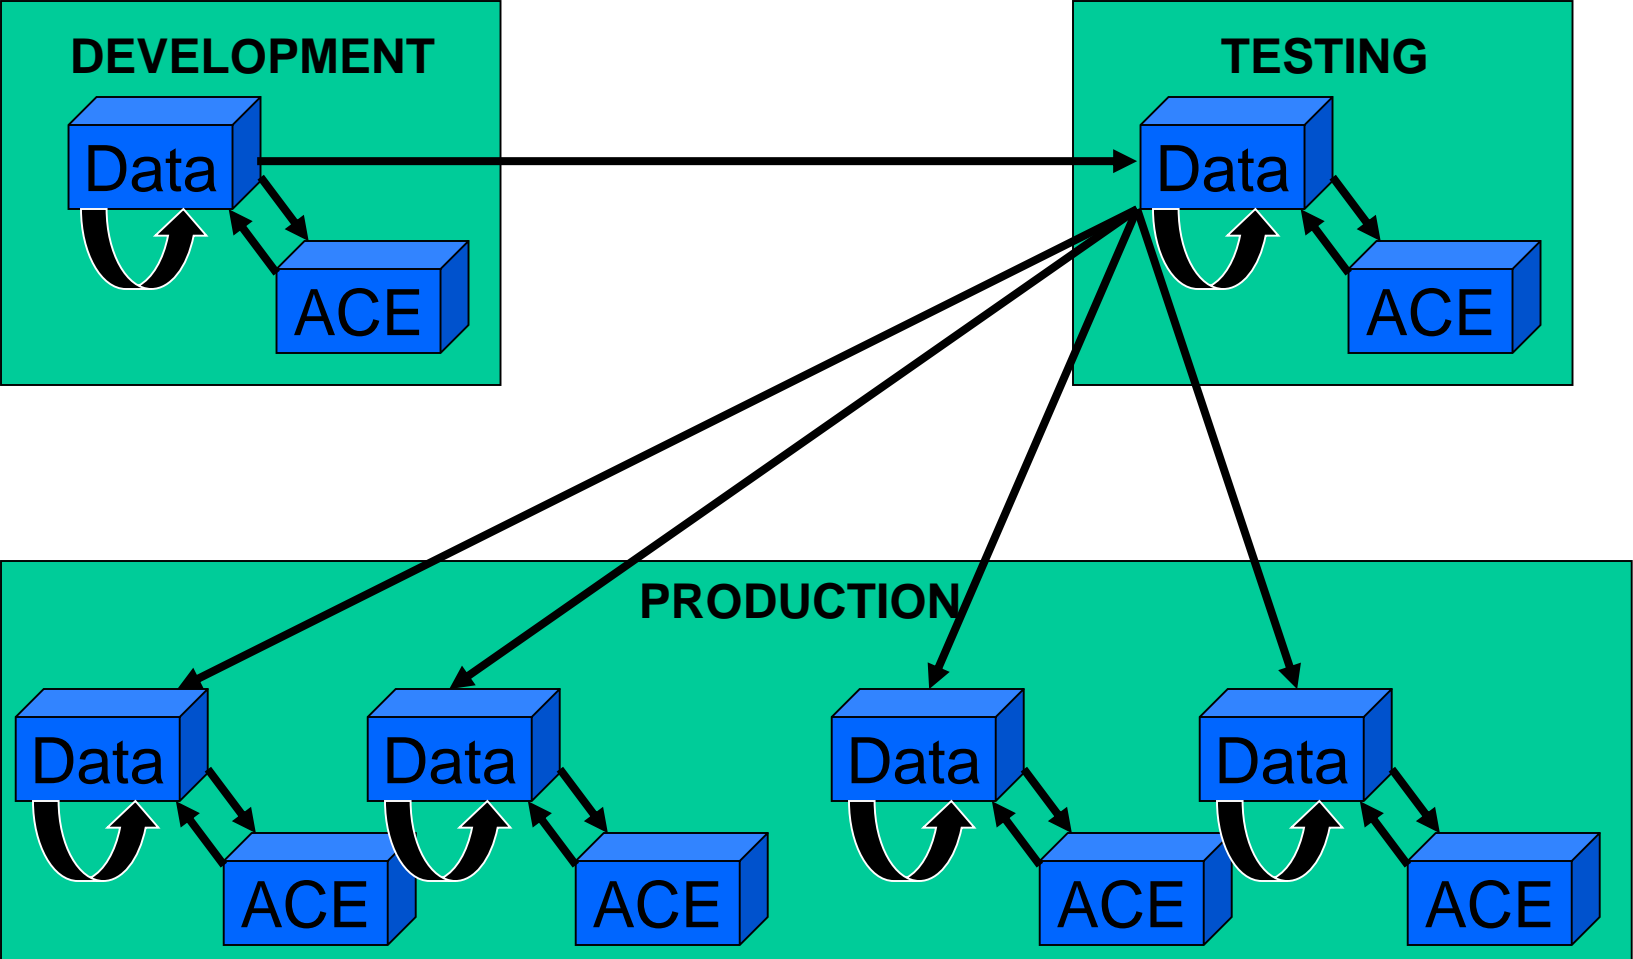 DEVELOPMENT
Data
ACE
TESTING
Data
ACE
PRODUCTION
Data
ACE
Data
ACE
Data
ACE
Data
ACE